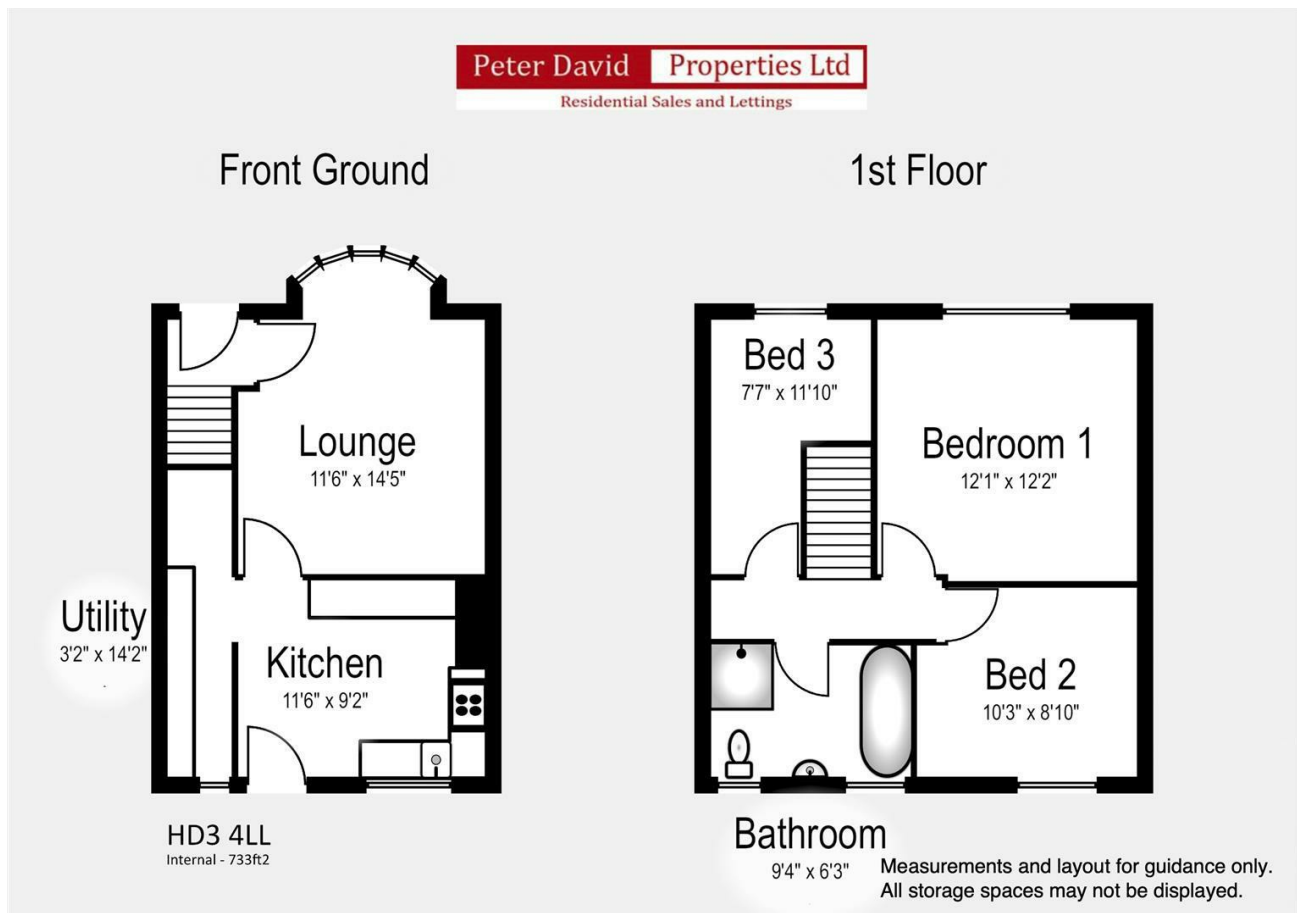 Peter David Properties Ltd
Residential Sales and Lettings
Front Ground
1st Floor
Lounge
11'6" x 14'5"
Utility
3'2" x 14'2"
Kitchen
11'6" x 9'2"
HD3 4LL
Internal - 733ft2
Bed 3
7'7" x 11'10"
Bedroom 1
12'1" x 12'2"
Bed 2
10'3" x 8'10"
Bathroom
9'4" x 6'3"
Measurements and layout for guidance only.
All storage spaces may not be displayed.